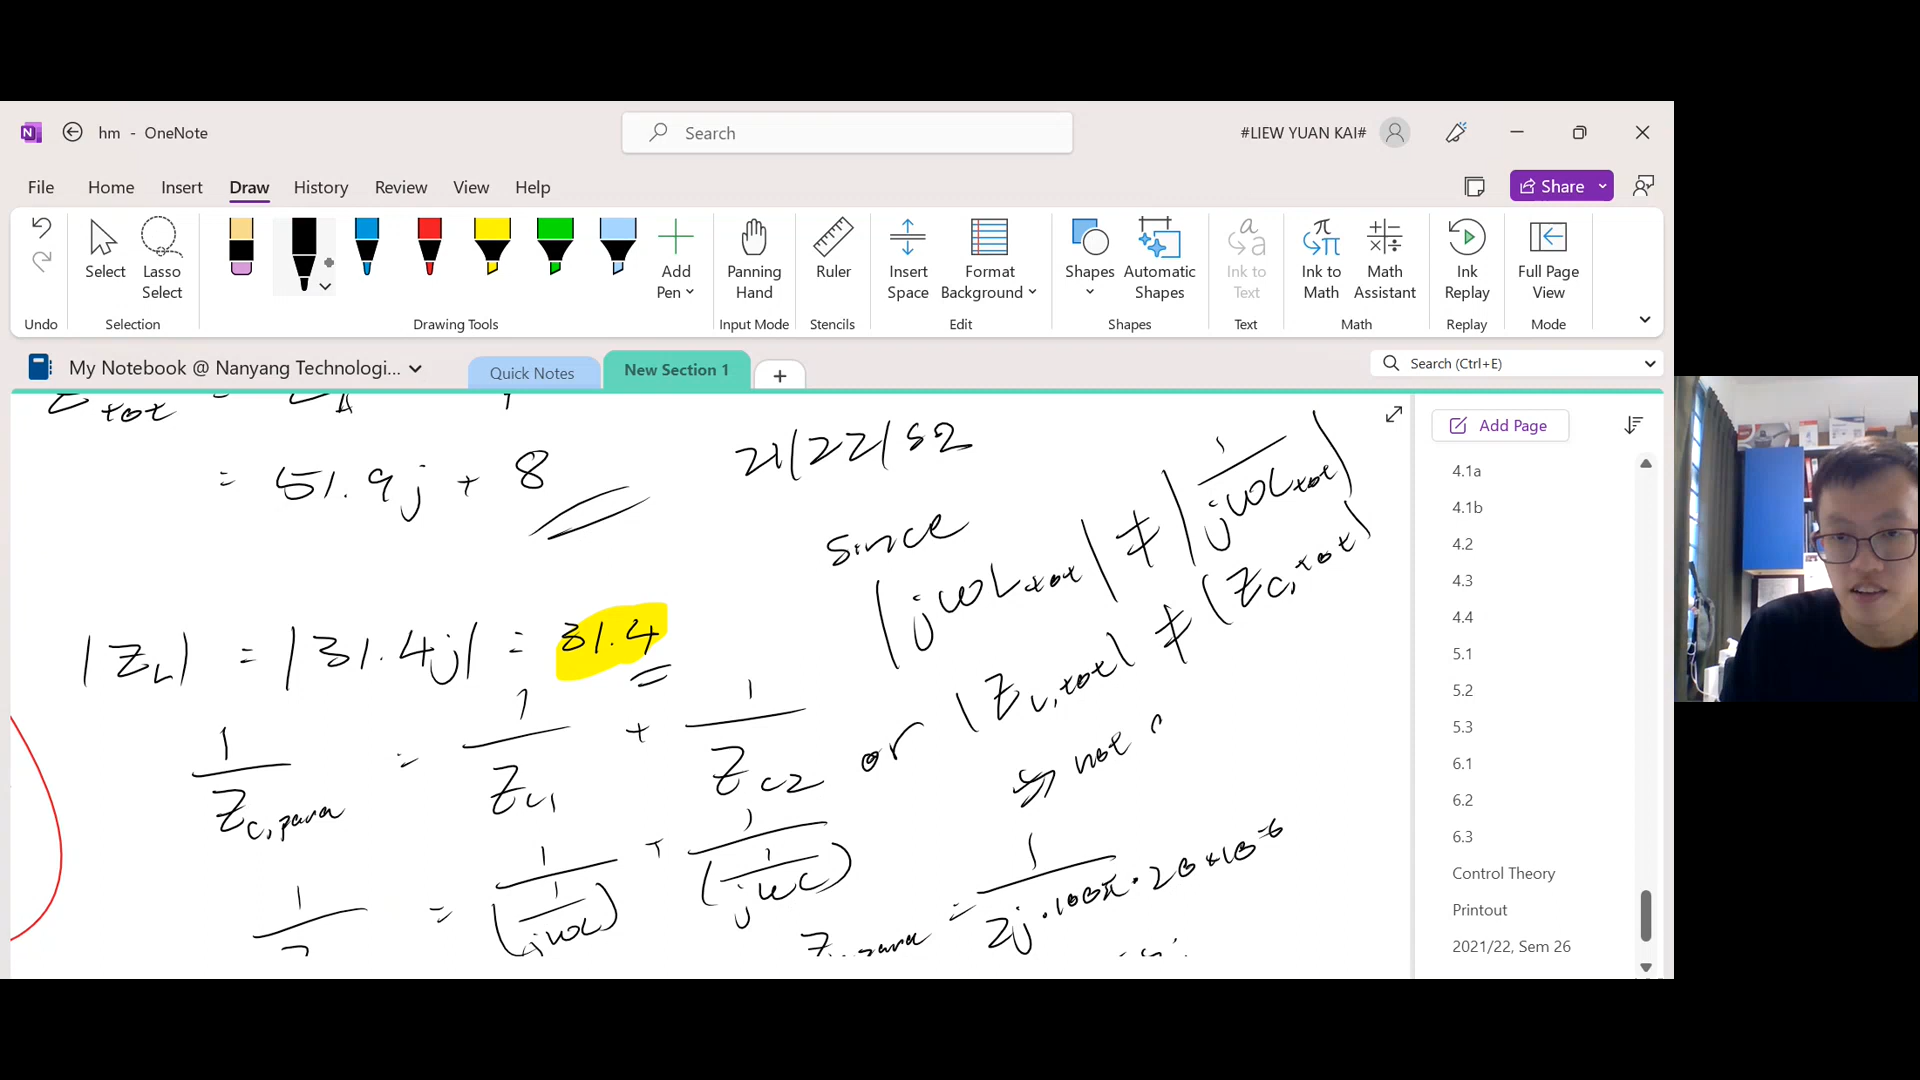 hm - OneNote
Search
#LIEW YUAN KAI#
File Home Insert Draw History Review View Help
Share
Select
Lasso Select
Add Pen
Panning Hand
Ruler
Insert Space
Format Background
Shapes
Automatic Shapes
Ink to Text
Ink to Math
Math Assistant
Ink Replay
Full Page View
Undo
Selection
Drawing Tools
Input Mode
Stencils
Edit
Shapes
Text
Math
Replay
Mode
My Notebook @ Nanyang Technologi...
Quick Notes
New Section 1
Search (Ctrl+E)
Add Page
4.1a
4.1b
4.2
4.3
4.4
5.1
5.2
5.3
6.1
6.2
6.3
Control Theory
Printout
2021/22, Sem 26
tot =
= 51.9j + 8
|Z_L| = |31.4j| = 31.4
1/Z_C,para = 1/Z_C1 + 1/Z_C2
1/ = 1/(1/jωC) + 1/(1/jωC)
21/22/S2
since
|jωL_tot| ≠ |1/jωC_tot|
or |Z_L,tot| ≠ |Z_C,tot|
⇒ not
para = 1/2j·100π·20×10^-6